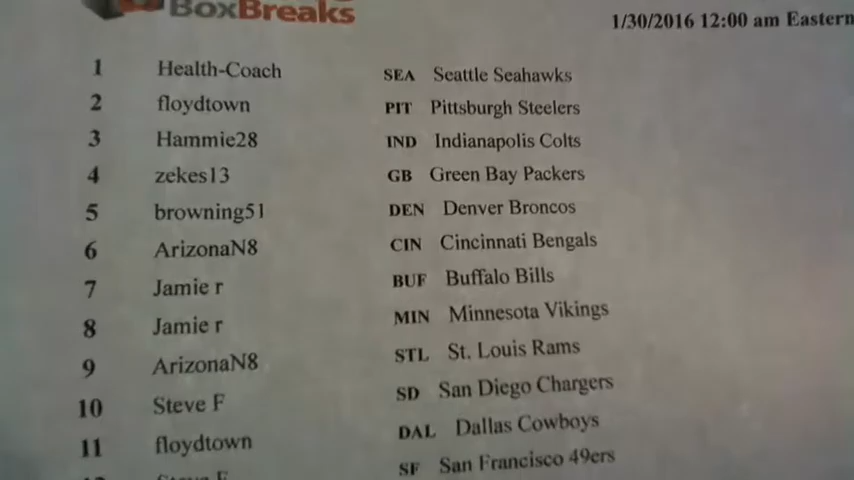 BoxBreaks
1/30/2016 12:00 am Eastern
1 Health-Coach SEA Seattle Seahawks
2 floydtown PIT Pittsburgh Steelers
3 Hammie28 IND Indianapolis Colts
4 zekes13 GB Green Bay Packers
5 browning51 DEN Denver Broncos
6 ArizonaN8 CIN Cincinnati Bengals
7 Jamie r BUF Buffalo Bills
8 Jamie r MIN Minnesota Vikings
9 ArizonaN8 STL St. Louis Rams
10 Steve F SD San Diego Chargers
11 floydtown DAL Dallas Cowboys
SF San Francisco 49ers